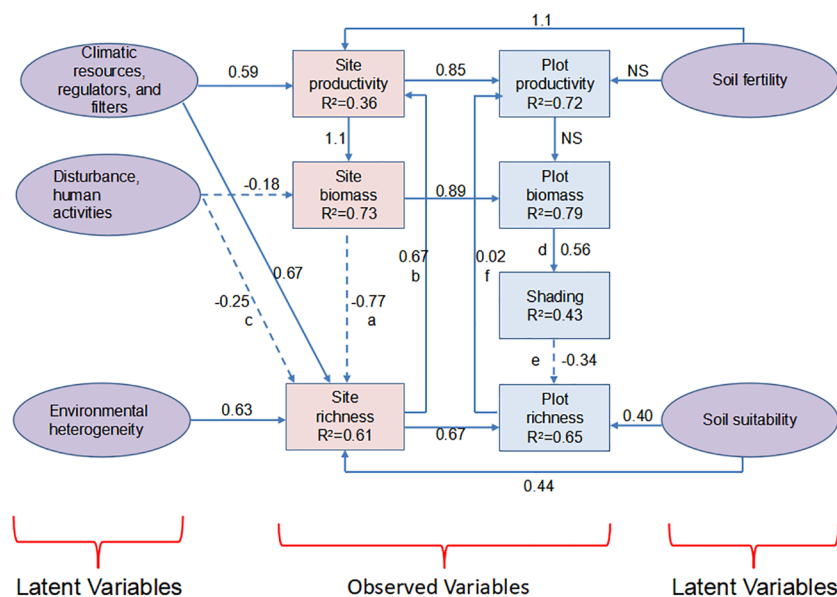 1.1
Climatic
resources,
regulators, and
filters
0.59
Site
productivity
R²=0.36
0.85
Plot
productivity
R²=0.72
NS
Soil fertility
1.1
NS
Disturbance,
human
activities
-0.18
Site
biomass
R²=0.73
0.89
Plot
biomass
R²=0.79
0.67
-0.25
c
-0.77
a
0.67
b
0.02
f
d
0.56
Shading
R²=0.43
e
-0.34
Environmental
heterogeneity
0.63
Site
richness
R²=0.61
0.67
Plot
richness
R²=0.65
0.40
Soil suitability
0.44
Latent Variables
Observed Variables
Latent Variables